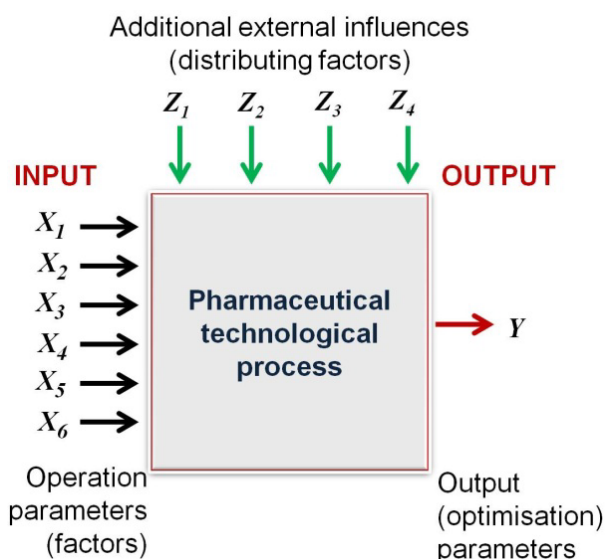 Additional external influences
(distributing factors)
Z1 Z2 Z3 Z4
INPUT
OUTPUT
X1
X2
X3
X4
X5
X6
Pharmaceutical
technological
process
Y
Operation
parameters
(factors)
Output
(optimisation)
parameters